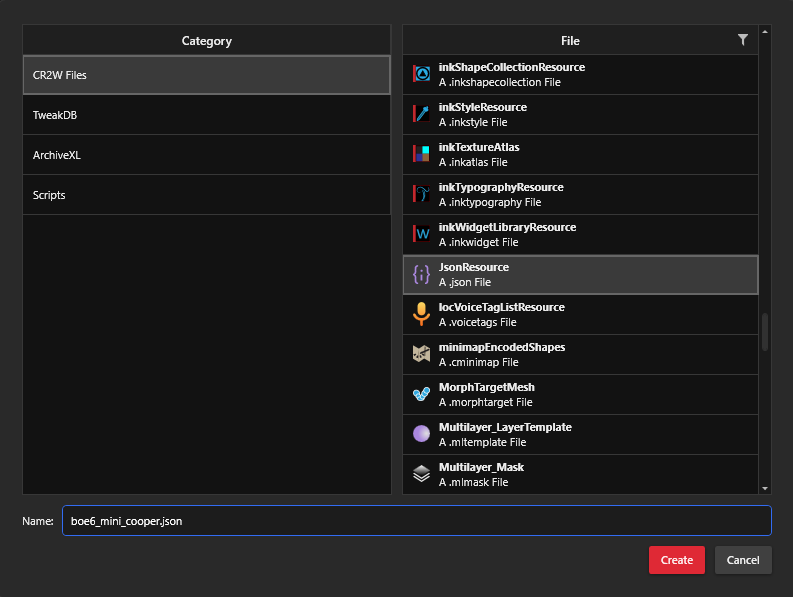 Category
CR2W Files
TweakDB
ArchiveXL
Scripts
File
inkShapeCollectionResource
A .inkshapecollection File
inkStyleResource
A .inkstyle File
inkTextureAtlas
A .inkatlas File
inkTypographyResource
A .inktypography File
W
inkWidgetLibraryResource
A .inkwidget File
JsonResource
A .json File
locVoiceTagListResource
A .voicetags File
minimapEncodedShapes
A .cminimap File
MorphTargetMesh
A .morphtarget File
Multilayer_LayerTemplate
A .mltemplate File
Multilayer_Mask
A .mlmask File
Name: boe6_mini_cooper.json
Create Cancel